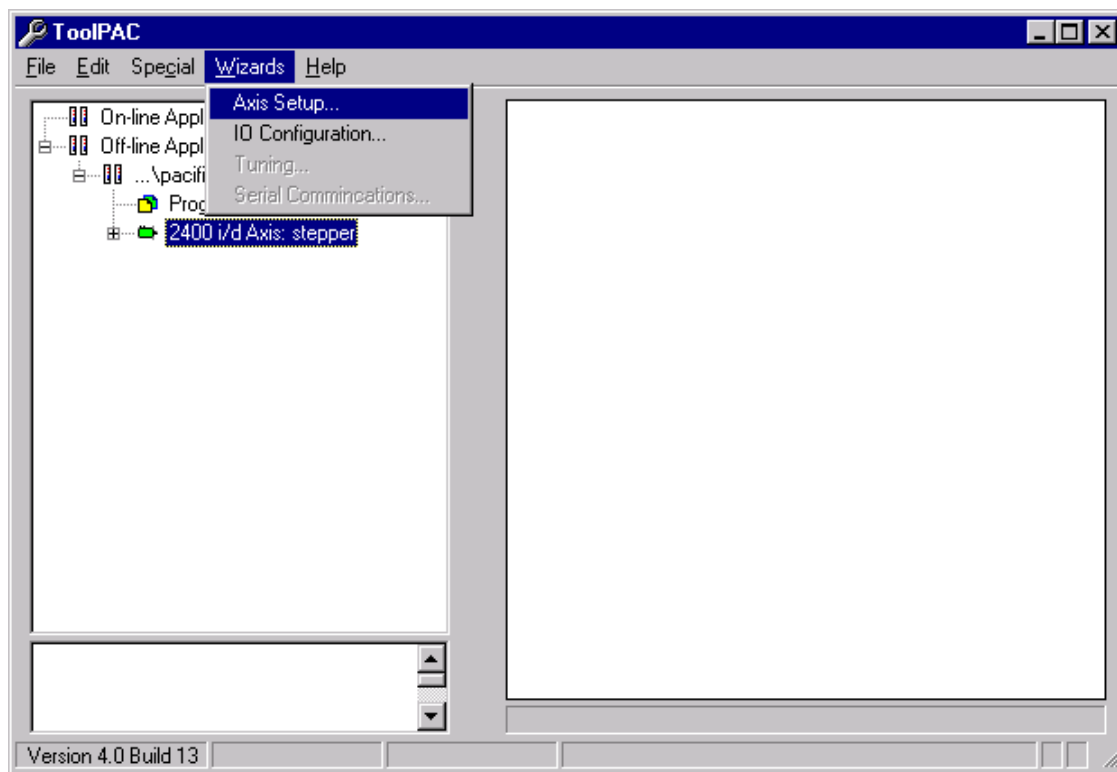 ToolPAC
File Edit Special Wizards Help
Axis Setup...
IO Configuration...
Tuning...
Serial Commincations...
On-line Appl
Off-line Appl
...\pacifi
Prog
2400 i/d Axis: stepper
Version 4.0 Build 13